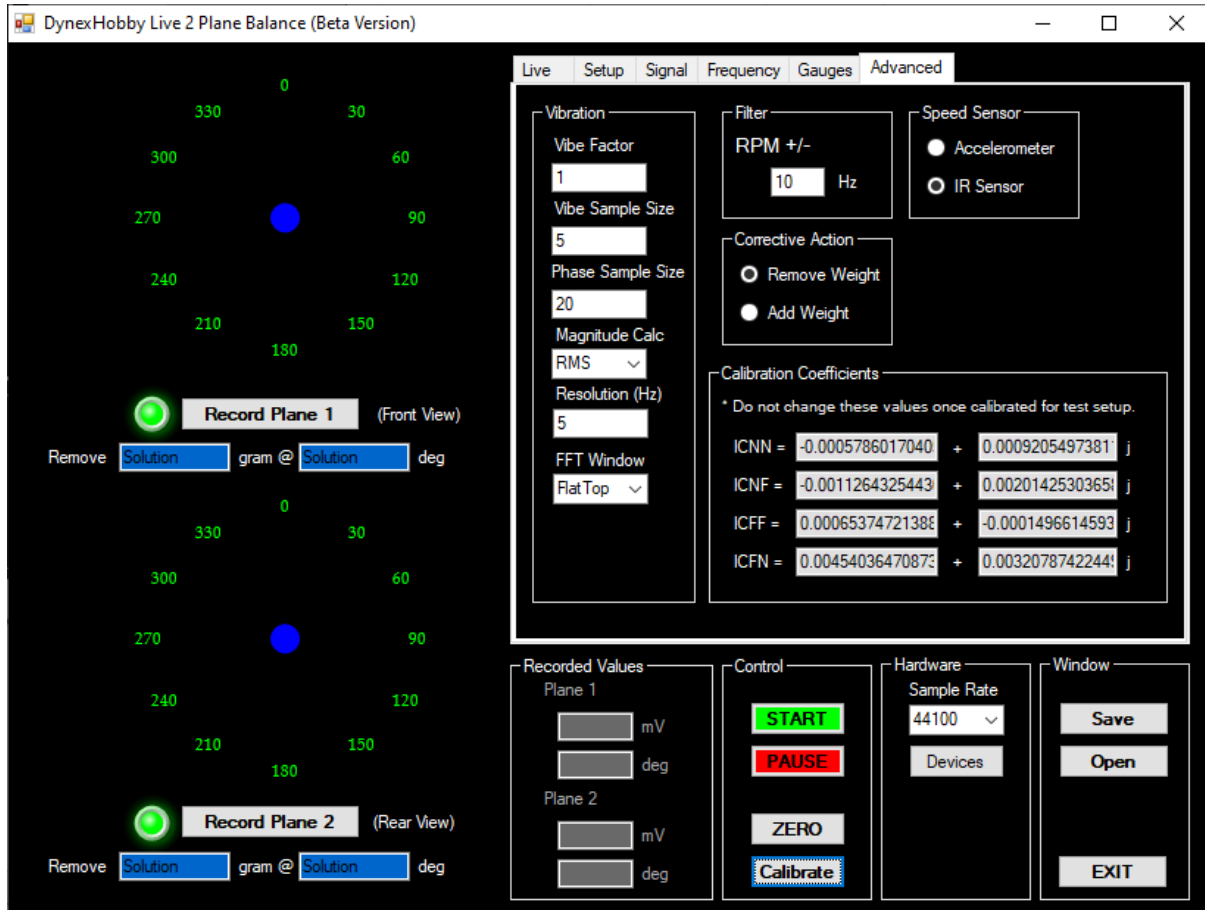 DynexHobby Live 2 Plane Balance (Beta Version)
Live Setup Signal Frequency Gauges Advanced
0
330 30
300 60
270 90
240 120
210 150
180
Record Plane 1 (Front View)
Remove Solution gram @ Solution deg
0
330 30
300 60
270 90
240 120
210 150
180
Record Plane 2 (Rear View)
Remove Solution gram @ Solution deg
Vibration
Vibe Factor
1
Vibe Sample Size
5
Phase Sample Size
20
Magnitude Calc
RMS
Resolution (Hz)
5
FFT Window
FlatTop
Filter
RPM +/-
10 Hz
Speed Sensor
Accelerometer
IR Sensor
Corrective Action
Remove Weight
Add Weight
Calibration Coefficients
* Do not change these values once calibrated for test setup.
ICNN = -0.0005786017040 + 0.0009205497381 j
ICNF = -0.0011264325443 + 0.0020142530365 j
ICFF = 0.00065374721388 + -0.0001496614593 j
ICFN = 0.0045403647087 + 0.0032078742244 j
Recorded Values
Plane 1
mV
deg
Plane 2
mV
deg
Control
START
PAUSE
ZERO
Calibrate
Hardware
Sample Rate
44100
Devices
Window
Save
Open
EXIT